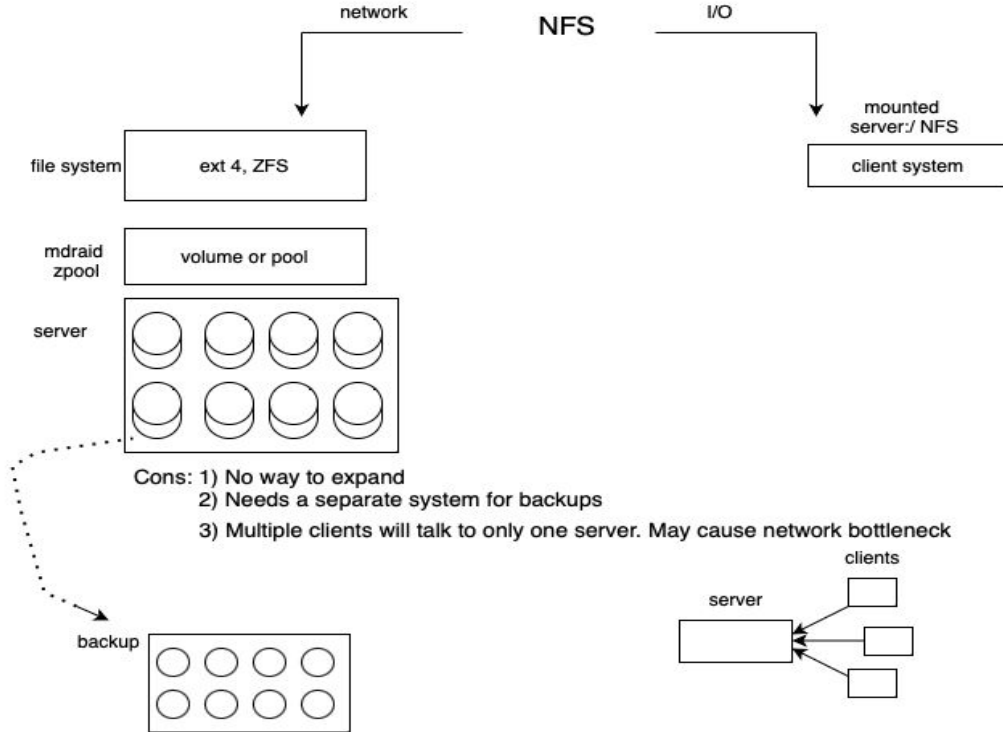 network
NFS
I/O
mounted
server:/ NFS
file system
ext 4, ZFS
client system
mdraid
zpool
volume or pool
server
Cons: 1) No way to expand
2) Needs a separate system for backups
3) Multiple clients will talk to only one server. May cause network bottleneck
clients
server
backup